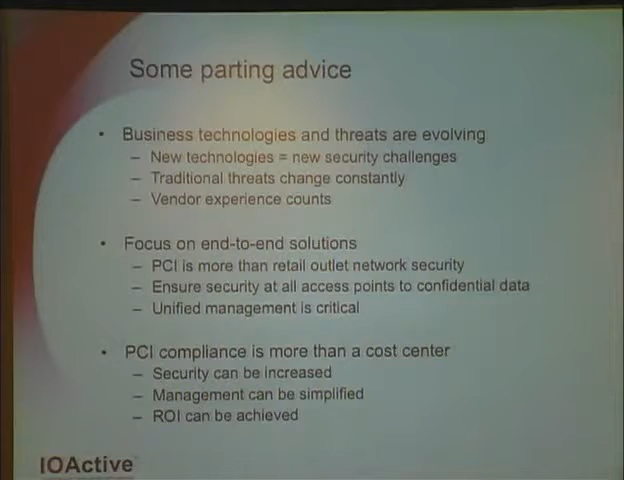 Some parting advice
• Business technologies and threats are evolving
– New technologies = new security challenges
– Traditional threats change constantly
– Vendor experience counts
• Focus on end-to-end solutions
– PCI is more than retail outlet network security
– Ensure security at all access points to confidential data
– Unified management is critical
• PCI compliance is more than a cost center
– Security can be increased
– Management can be simplified
– ROI can be achieved
IOActive